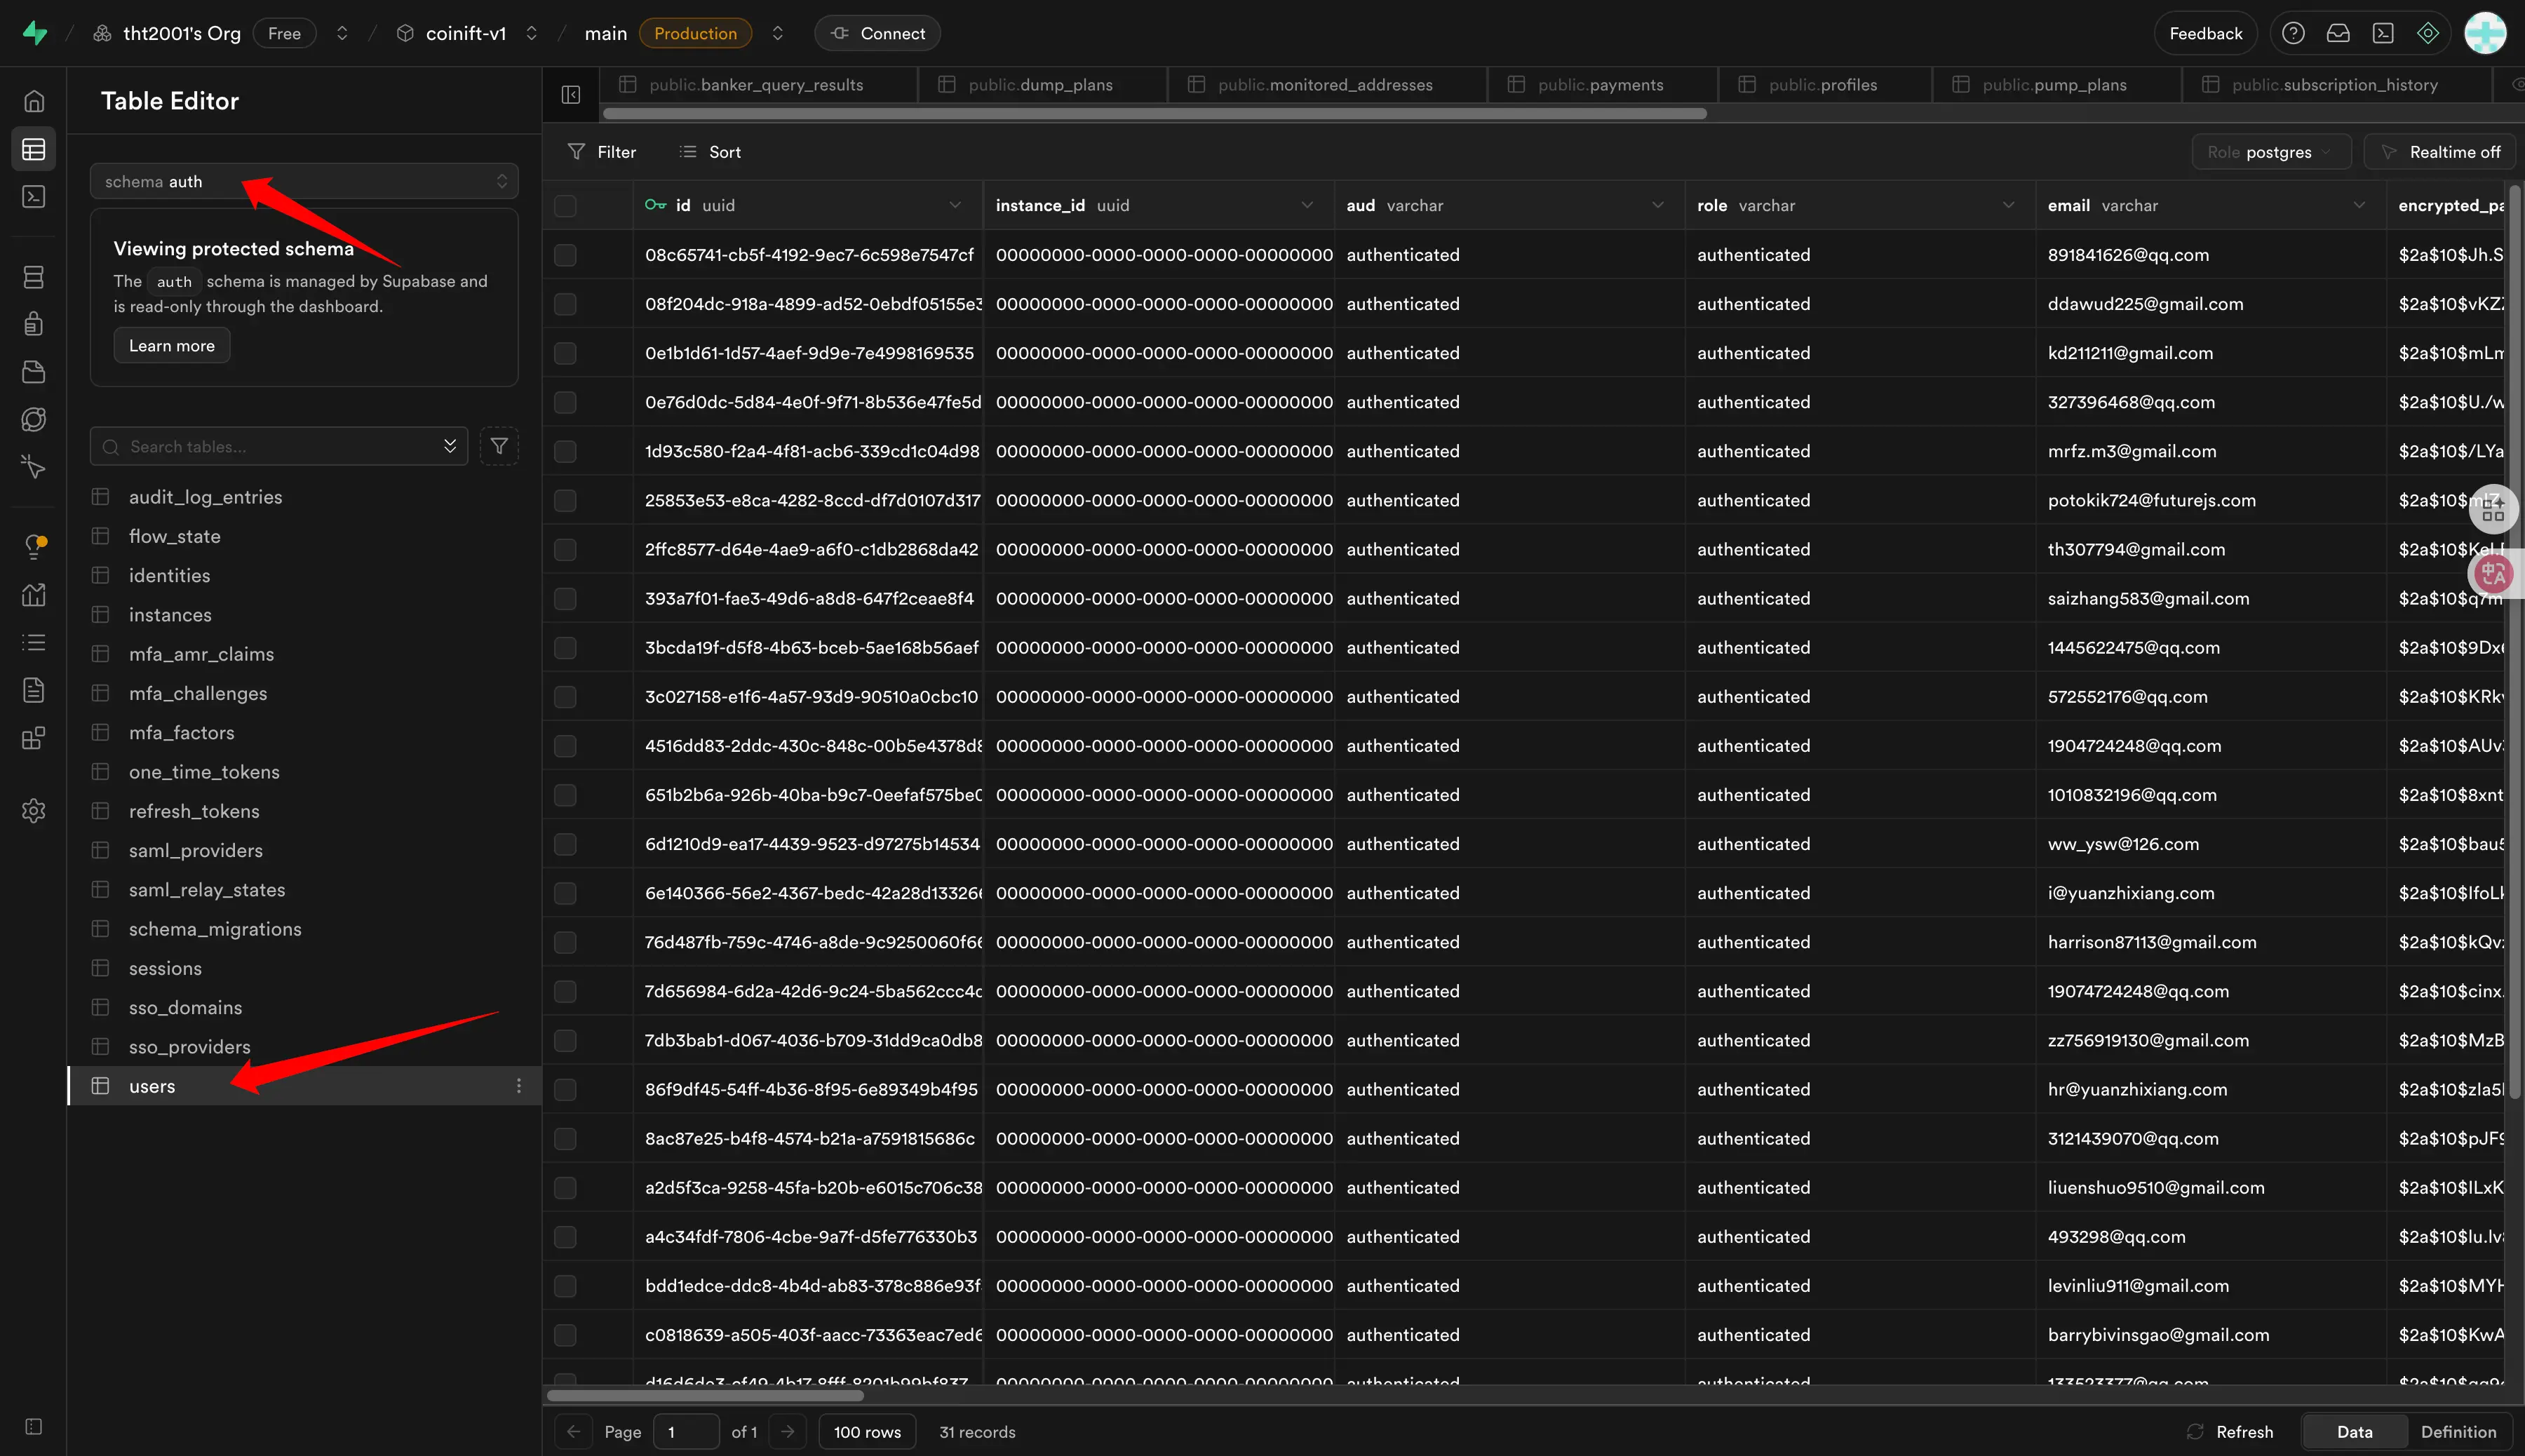 tht2001's Org Free coinift-v1 main Production Connect Feedback
Table Editor
public.banker_query_results public.dump_plans public.monitored_addresses public.payments public.profiles public.pump_plans public.subscription_history
Filter Sort Role postgres Realtime off
schema auth
Viewing protected schema
The auth schema is managed by Supabase and
is read-only through the dashboard.
Learn more
Search tables...
audit_log_entries
flow_state
identities
instances
mfa_amr_claims
mfa_challenges
mfa_factors
one_time_tokens
refresh_tokens
saml_providers
saml_relay_states
schema_migrations
sessions
sso_domains
sso_providers
users
id uuid instance_id uuid aud varchar role varchar email varchar encrypted_pa
08c65741-cb5f-4192-9ec7-6c598e7547cf 00000000-0000-0000-0000-00000000 authenticated authenticated 891841626@qq.com $2a$10$Jh.S
08f204dc-918a-4899-ad52-0ebdf05155e3 00000000-0000-0000-0000-00000000 authenticated authenticated ddawud225@gmail.com $2a$10$vKZ
0e1b1d61-1d57-4aef-9d9e-7e4998169535 00000000-0000-0000-0000-00000000 authenticated authenticated kd211211@gmail.com $2a$10$mLm
0e76d0dc-5d84-4e0f-9f71-8b536e47fe5d 00000000-0000-0000-0000-00000000 authenticated authenticated 327396468@qq.com $2a$10$U./w
1d93c580-f2a4-4f81-acb6-339cd1c04d98 00000000-0000-0000-0000-00000000 authenticated authenticated mrfz.m3@gmail.com $2a$10$/LYa
25853e53-e8ca-4282-8ccd-df7d0107d317 00000000-0000-0000-0000-00000000 authenticated authenticated potokik724@futurejs.com $2a$10$
2ffc8577-d64e-4ae9-a6f0-c1db2868da42 00000000-0000-0000-0000-00000000 authenticated authenticated th307794@gmail.com $2a$10$KeI.
393a7f01-fae3-49d6-a8d8-647f2ceae8f4 00000000-0000-0000-0000-00000000 authenticated authenticated saizhang583@gmail.com $2a$10$q7m
3bcda19f-d5f8-4b63-bceb-5ae168b56aef 00000000-0000-0000-0000-00000000 authenticated authenticated 1445622475@qq.com $2a$10$9Dx
3c027158-e1f6-4a57-93d9-90510a0cbc10 00000000-0000-0000-0000-00000000 authenticated authenticated 572552176@qq.com $2a$10$KRk
4516dd83-2ddc-430c-848c-00b5e4378d8 00000000-0000-0000-0000-00000000 authenticated authenticated 1904724248@qq.com $2a$10$AUv
651b2b6a-926b-40ba-b9c7-0eefaf575be0 00000000-0000-0000-0000-00000000 authenticated authenticated 1010832196@qq.com $2a$10$8xnt
6d1210d9-ea17-4439-9523-d97275b14534 00000000-0000-0000-0000-00000000 authenticated authenticated ww_ysw@126.com $2a$10$bau
6e140366-56e2-4367-bedc-42a28d133266 00000000-0000-0000-0000-00000000 authenticated authenticated i@yuanzhixiang.com $2a$10$IfoL
76d487fb-759c-4746-a8de-9c9250060f66 00000000-0000-0000-0000-00000000 authenticated authenticated harrison87113@gmail.com $2a$10$kQv
7d656984-6d2a-42d6-9c24-5ba562ccc4c 00000000-0000-0000-0000-00000000 authenticated authenticated 19074724248@qq.com $2a$10$cinx.
7db3bab1-d067-4036-b709-31dd9ca0db8 00000000-0000-0000-0000-00000000 authenticated authenticated zz756919130@gmail.com $2a$10$MzB
86f9df45-54ff-4b36-8f95-6e89349b4f95 00000000-0000-0000-0000-00000000 authenticated authenticated hr@yuanzhixiang.com $2a$10$zla5
8ac87e25-b4f8-4574-b21a-a7591815686c 00000000-0000-0000-0000-00000000 authenticated authenticated 3121439070@qq.com $2a$10$pJF
a2d5f3ca-9258-45fa-b20b-e6015c706c38 00000000-0000-0000-0000-00000000 authenticated authenticated liuenshuo9510@gmail.com $2a$10$ILxK
a4c34fdf-7806-4cbe-9a7f-d5fe776330b3 00000000-0000-0000-0000-00000000 authenticated authenticated 493298@qq.com $2a$10$lu.lv
bdd1edce-ddc8-4b4d-ab83-378c886e93f 00000000-0000-0000-0000-00000000 authenticated authenticated levinliu911@gmail.com $2a$10$MYH
c0818639-a505-403f-aacc-73363eac7ed6 00000000-0000-0000-0000-00000000 authenticated authenticated barrybivinsgao@gmail.com $2a$10$KwA
Page 1 of 1 100 rows 31 records Refresh Data Definition